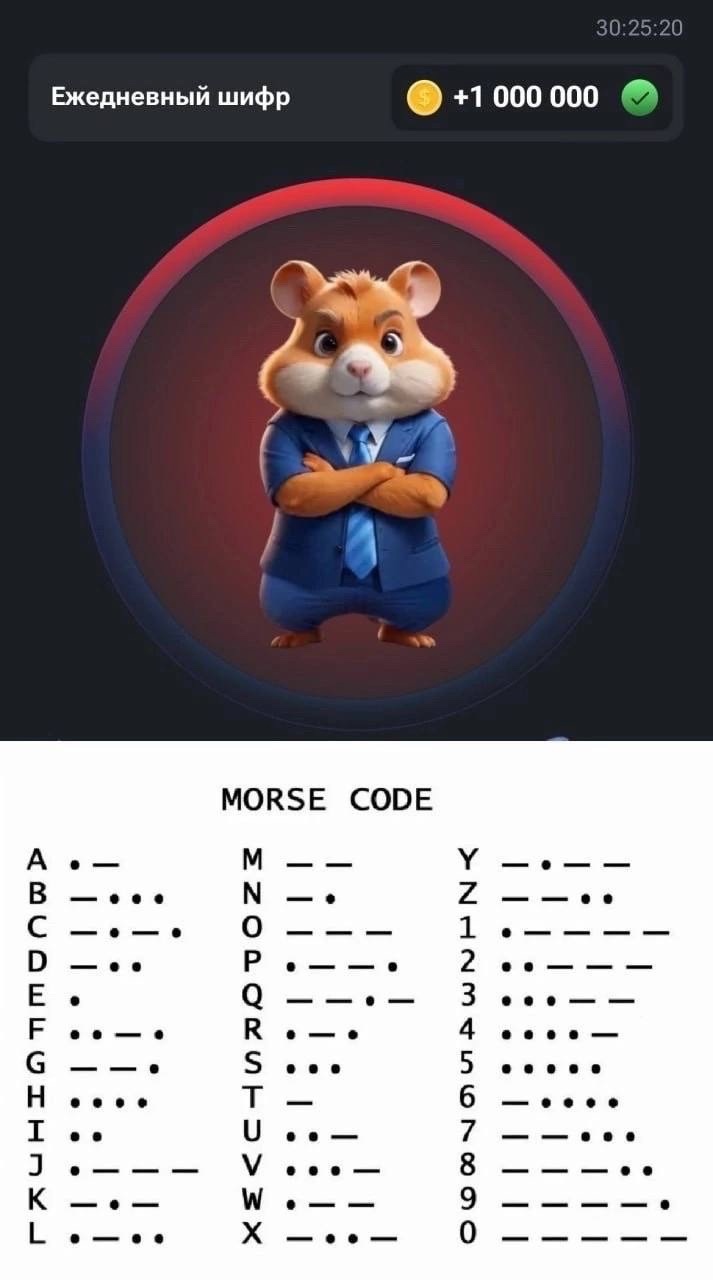 30:25:20
Ежедневный шифр +1 000 000
MORSE CODE
A • — M — — Y — • — —
B — • • • N — • Z — — • •
C — • — • O — — — 1 • — — — —
D — • • P • — — • 2 • • — — —
E • Q — — • — 3 • • • — —
F • • — • R • — • 4 • • • • —
G — — • S • • • 5 • • • • •
H • • • • T — 6 — • • • •
I • • U • • — 7 — — • • •
J • — — — V • • • — 8 — — — • •
K — • — W • — — 9 — — — — •
L • — • • X — • • — 0 — — — — —